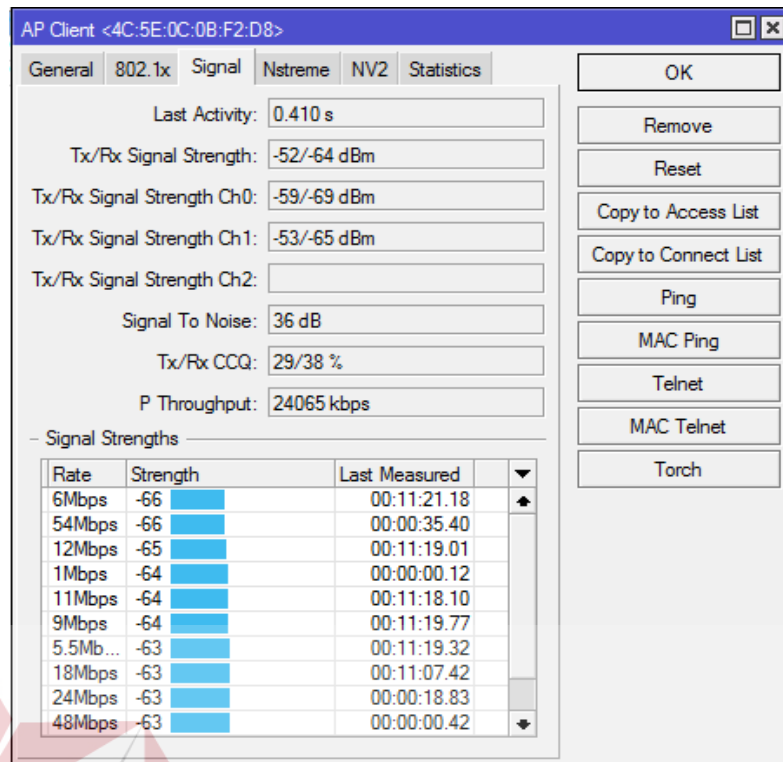 AP Client <4C:5E:0C:0B:F2:D8>
General 802.1x Signal Nstreme NV2 Statistics
Last Activity: 0.410 s
Tx/Rx Signal Strength: -52/-64 dBm
Tx/Rx Signal Strength Ch0: -59/-69 dBm
Tx/Rx Signal Strength Ch1: -53/-65 dBm
Tx/Rx Signal Strength Ch2:
Signal To Noise: 36 dB
Tx/Rx CCQ: 29/38 %
P Throughput: 24065 kbps
Signal Strengths
Rate Strength Last Measured
6Mbps -66 00:11:21.18
54Mbps -66 00:00:35.40
12Mbps -65 00:11:19.01
1Mbps -64 00:00:00.12
11Mbps -64 00:11:18.10
9Mbps -64 00:11:19.77
5.5Mb... -63 00:11:19.32
18Mbps -63 00:11:07.42
24Mbps -63 00:00:18.83
48Mbps -63 00:00:00.42
OK
Remove
Reset
Copy to Access List
Copy to Connect List
Ping
MAC Ping
Telnet
MAC Telnet
Torch